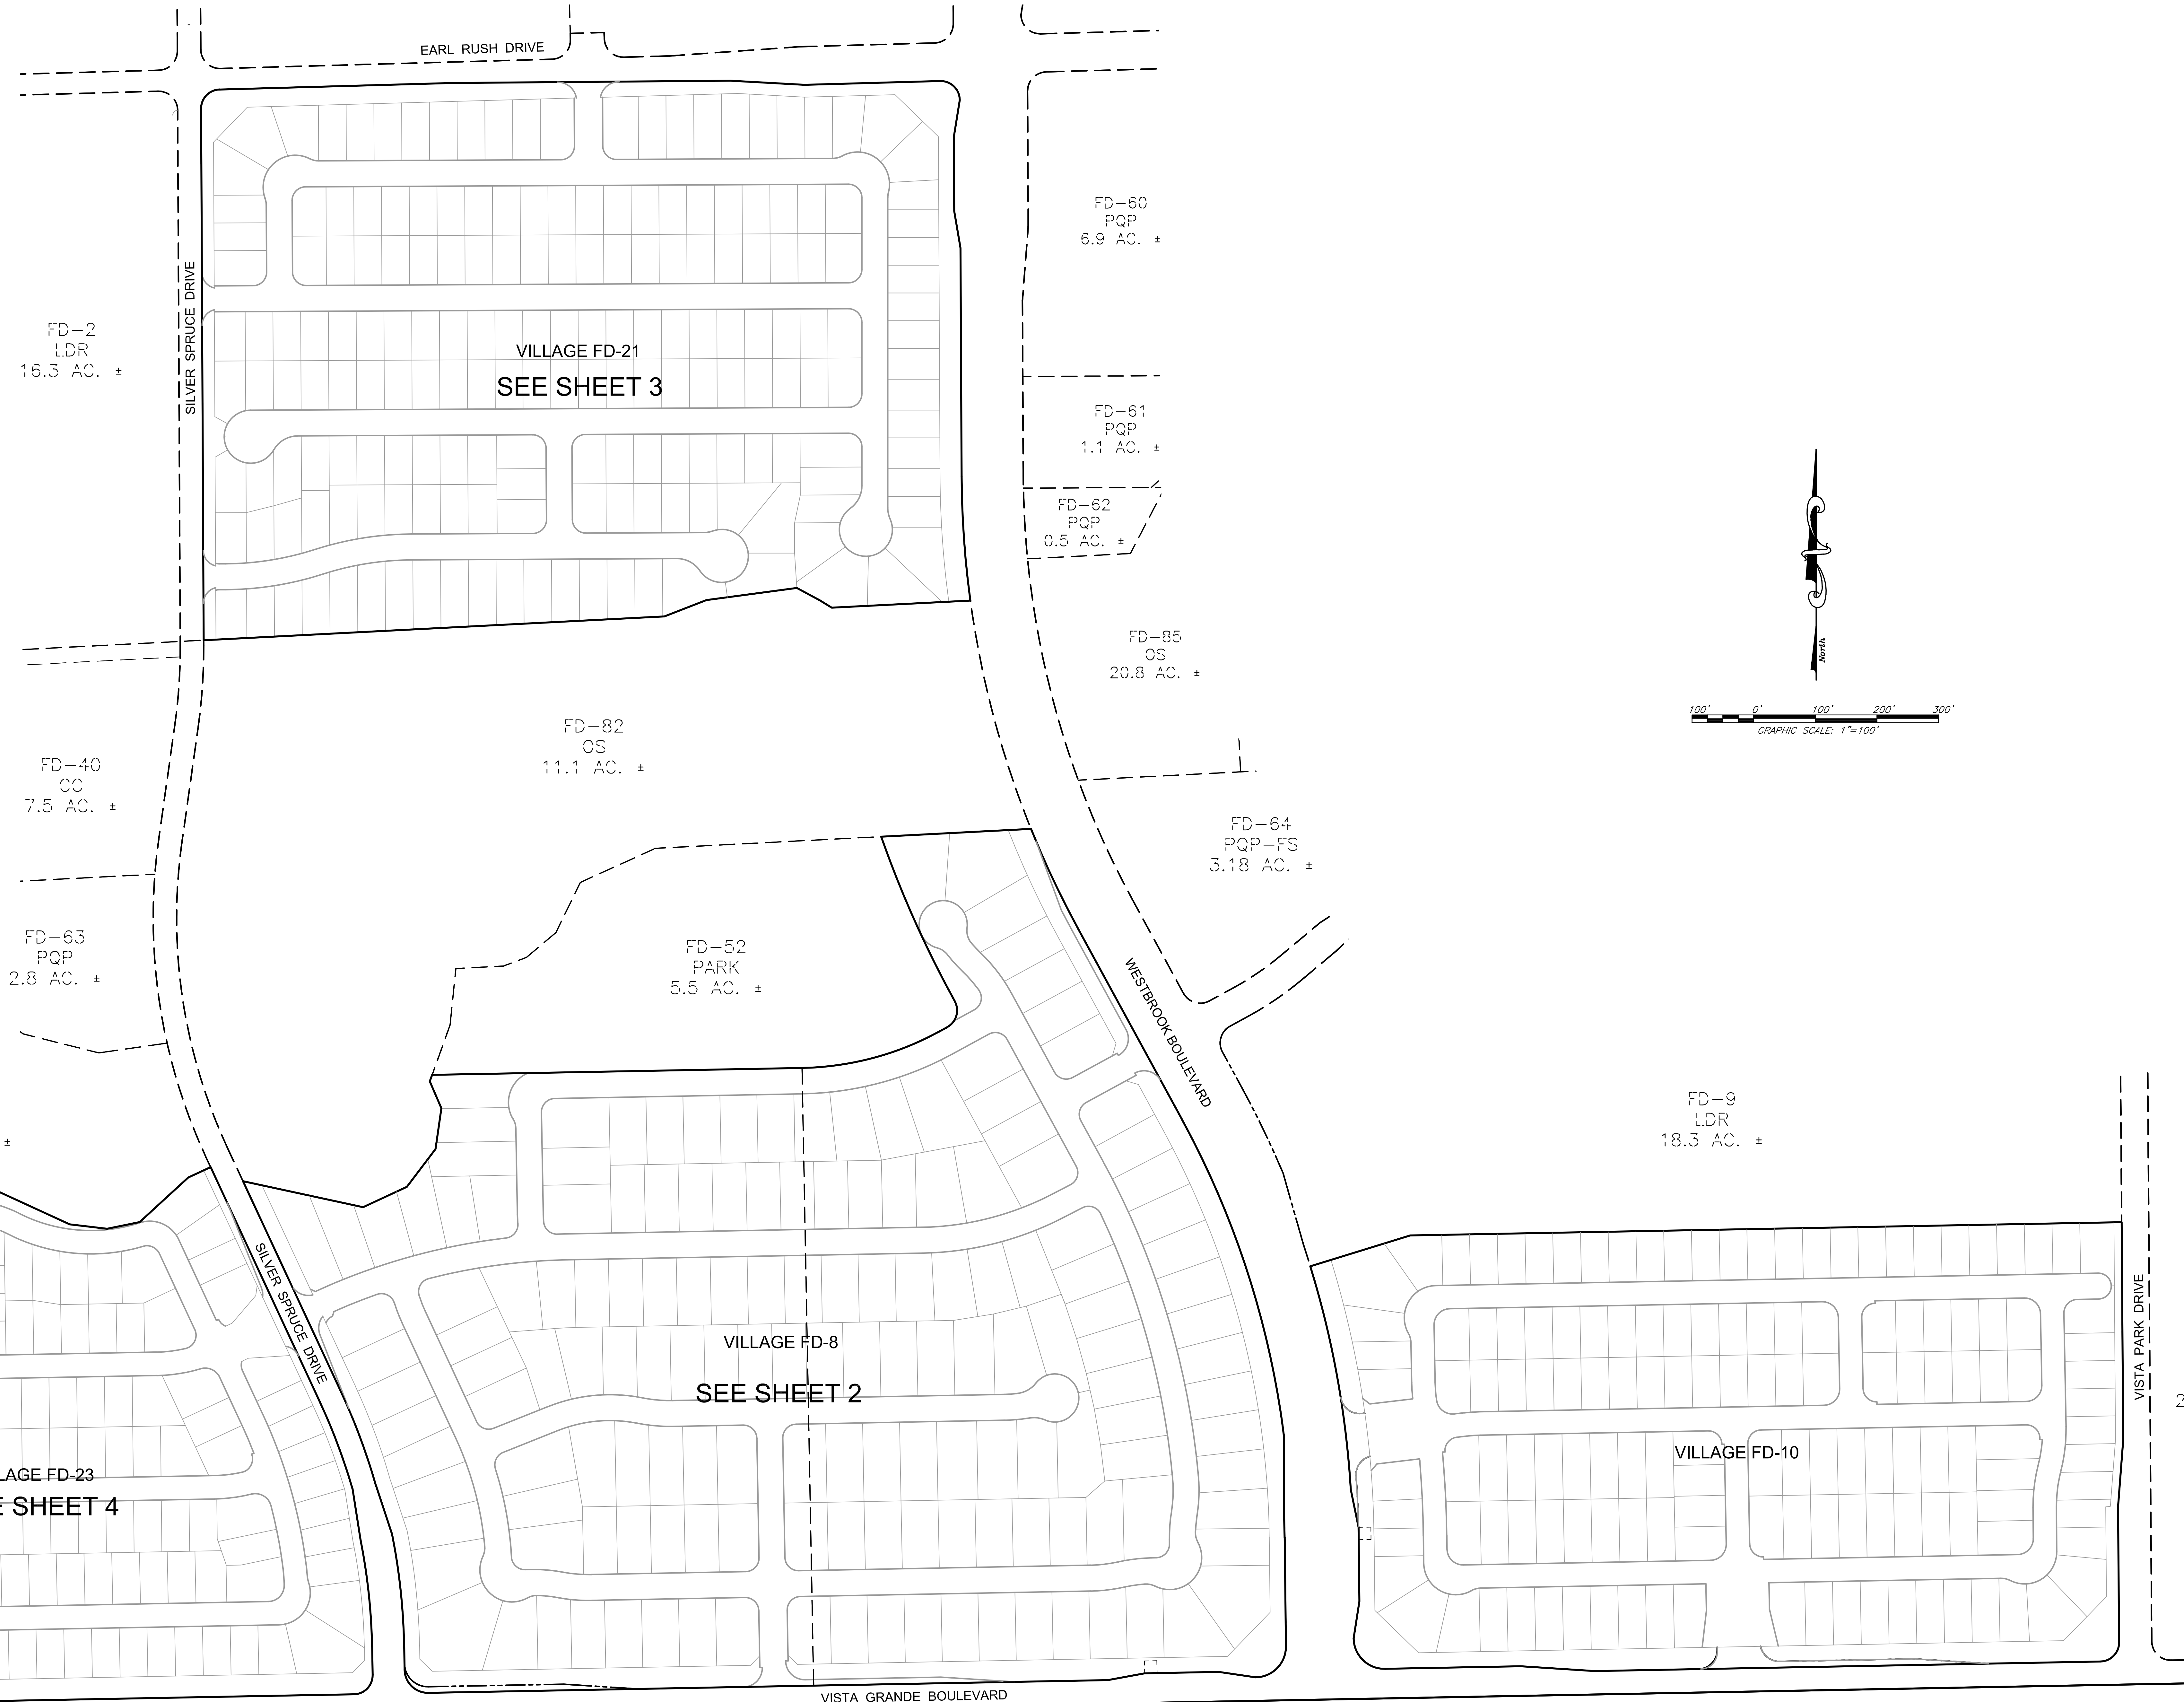 EARL RUSH DRIVE
FD-60
PQP
6.9 AC. ±
SILVER SPRUCE DRIVE
FD-2
LDR
16.3 AC. ±
VILLAGE FD-21
SEE SHEET 3
FD-61
PQP
1.1 AC. ±
FD-62
PQP
0.5 AC. ±
North
FD-85
OS
20.8 AC. ±
100' 0' 100' 200' 300'
GRAPHIC SCALE: 1"=100'
FD-82
OS
11.1 AC. ±
FD-40
CC
7.5 AC. ±
FD-64
PQP-FS
3.18 AC. ±
FD-63
PQP
2.8 AC. ±
FD-52
PARK
5.5 AC. ±
WESTBROOK BOULEVARD
FD-9
LDR
18.3 AC. ±
±
SILVER SPRUCE DRIVE
VISTA PARK DRIVE
VILLAGE FD-8
SEE SHEET 2
2
VILLAGE FD-10
LAGE FD-23
E SHEET 4
VISTA GRANDE BOULEVARD